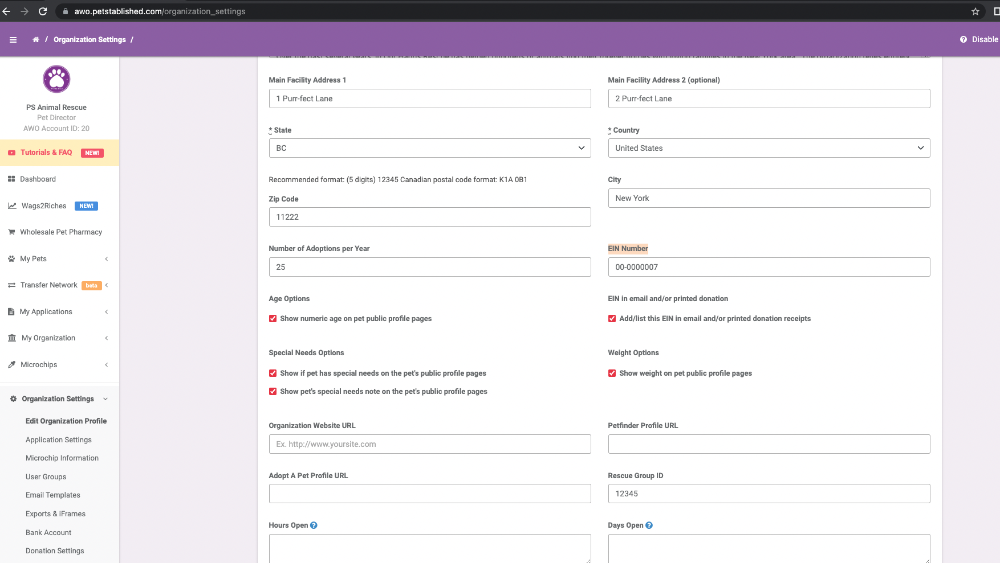 awo.petstablished.com/organization_settings
/ Organization Settings /
Disable
PS Animal Rescue
Pet Director
AWO Account ID: 20
Tutorials & FAQ NEW!
Dashboard
Wags2Riches NEW!
Wholesale Pet Pharmacy
My Pets
Transfer Network beta
My Applications
My Organization
Microchips
Organization Settings
Edit Organization Profile
Application Settings
Microchip Information
User Groups
Email Templates
Exports & iFrames
Bank Account
Donation Settings
Main Facility Address 1
1 Purr-fect Lane
Main Facility Address 2 (optional)
2 Purr-fect Lane
* State
BC
* Country
United States
Recommended format: (5 digits) 12345 Canadian postal code format: K1A 0B1
Zip Code
11222
City
New York
Number of Adoptions per Year
25
EIN Number
00-0000007
Age Options
Show numeric age on pet public profile pages
EIN in email and/or printed donation
Add/list this EIN in email and/or printed donation receipts
Special Needs Options
Show if pet has special needs on the pet's public profile pages
Show pet's special needs note on the pet's public profile pages
Weight Options
Show weight on pet public profile pages
Organization Website URL
Ex. http://www.yoursite.com
Petfinder Profile URL
Adopt A Pet Profile URL
Rescue Group ID
12345
Hours Open
Days Open